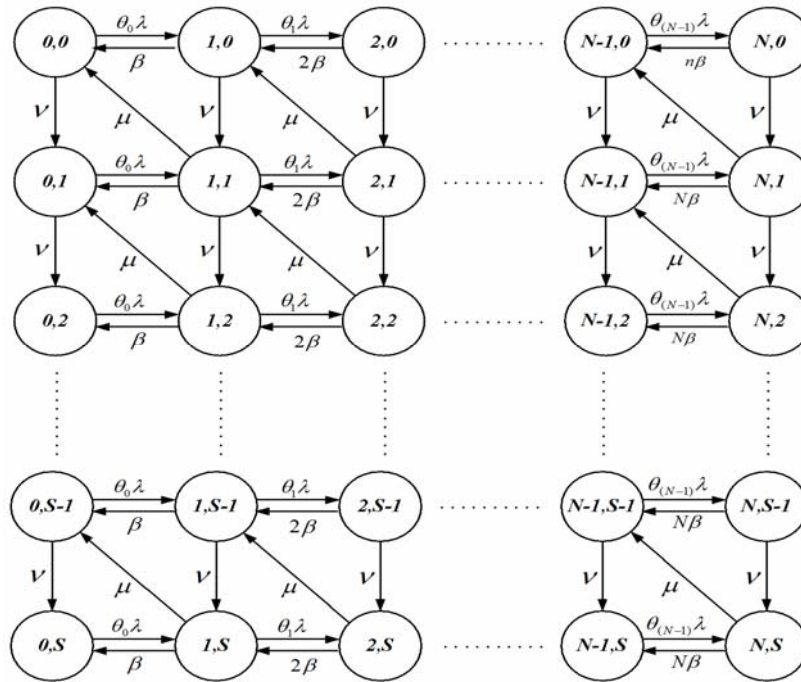 θ₀λ θ₁λ θ₍N−1₎λ
0,0 1,0 2,0 N-1,0 N,0
β 2β nβ
ν μ ν μ ν ν μ ν
θ₀λ θ₁λ θ₍N−1₎λ
0,1 1,1 2,1 N-1,1 N,1
β 2β Nβ
ν μ ν μ ν ν μ ν
θ₀λ θ₁λ θ₍N−1₎λ
0,2 1,2 2,2 N-1,2 N,2
β 2β Nβ
θ₀λ θ₁λ θ₍N−1₎λ
0,S-1 1,S-1 2,S-1 N-1,S-1 N,S-1
β 2β Nβ
ν μ ν μ ν ν μ ν
θ₀λ θ₁λ θ₍N−1₎λ
0,S 1,S 2,S N-1,S N,S
β 2β Nβ